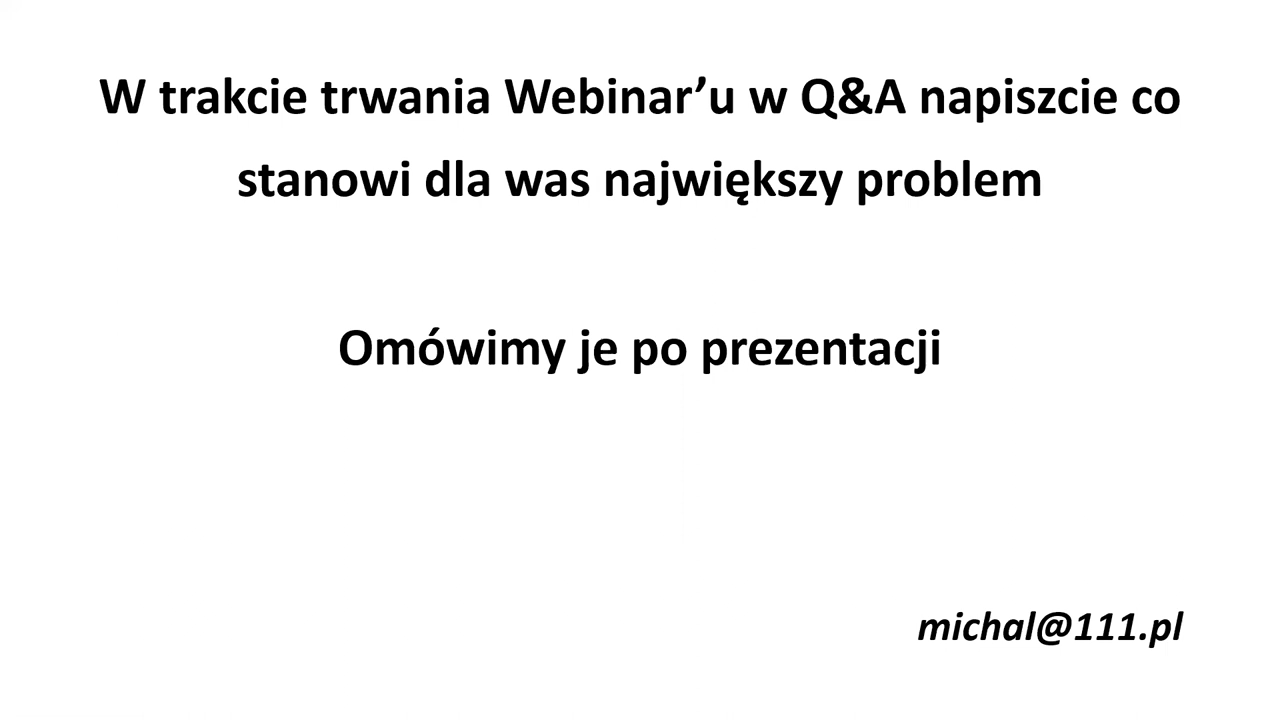 W trakcie trwania Webinar’u w Q&A napiszcie co
stanowi dla was największy problem
Omówimy je po prezentacji
michal@111.pl